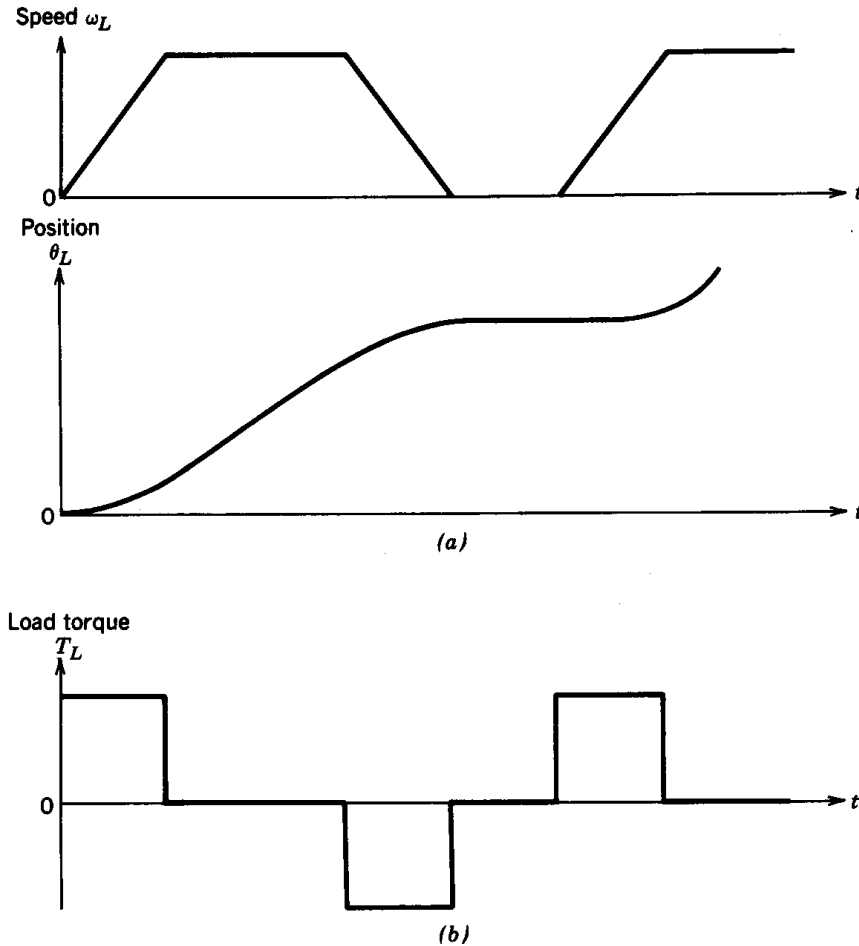 Speed ω_L
0
t
Position
θ_L
0
t
(a)
Load torque
T_L
0
t
(b)